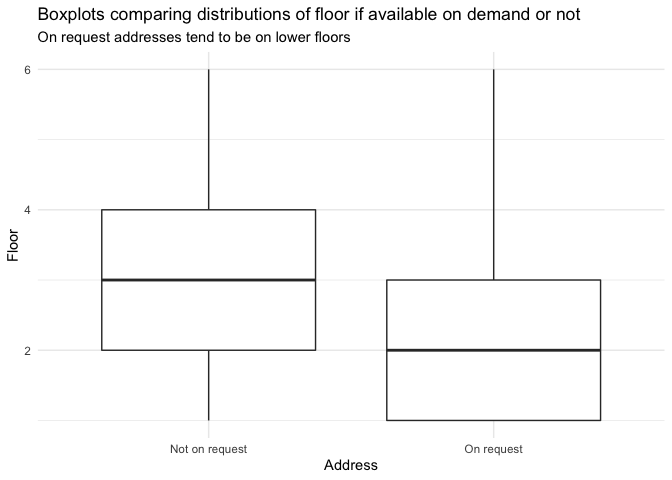 Boxplots comparing distributions of floor if available on demand or not
On request addresses tend to be on lower floors
6
4
2
Floor
Not on request
On request
Address